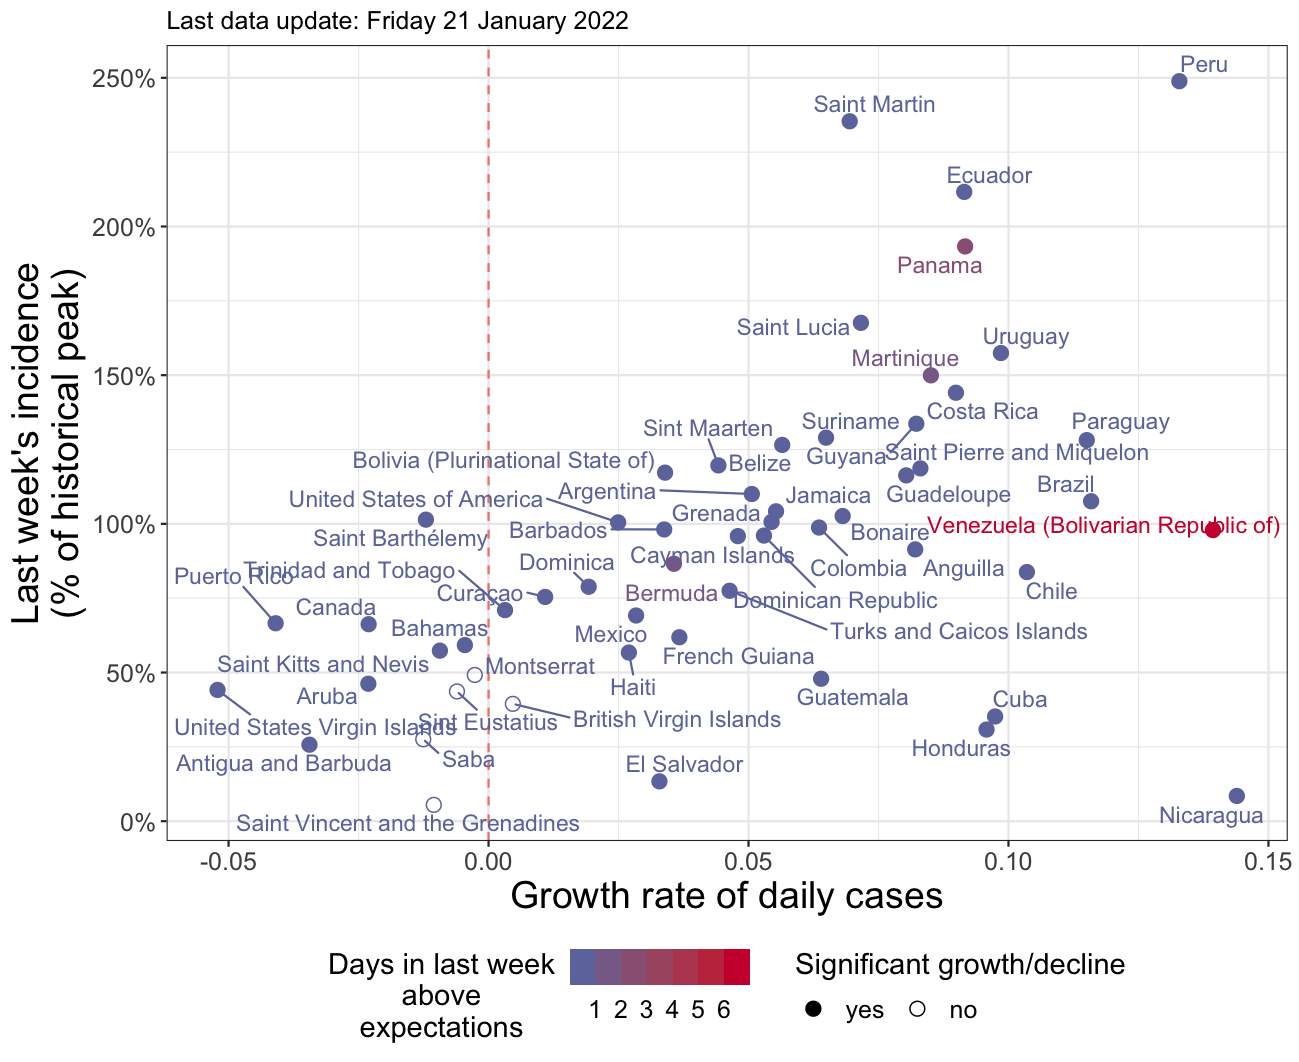 Last data update: Friday 21 January 2022
Last week's incidence
(% of historical peak)
250%
200%
150%
100%
50%
0%
Peru
Saint Martin
Ecuador
Panama
Saint Lucia
Uruguay
Martinique
Costa Rica
Suriname
Paraguay
Sint Maarten
Guyana
Saint Pierre and Miquelon
Bolivia (Plurinational State of)
Belize
Argentina
Jamaica
Guadeloupe
Brazil
United States of America
Grenada
Barbados
Bonaire
Venezuela (Bolivarian Republic of)
Saint Barthélemy
Cayman Islands
Dominica
Colombia
Anguilla
Puerto Rico
Trinidad and Tobago
Curaçao
Bermuda
Dominican Republic
Chile
Canada
Bahamas
Mexico
Turks and Caicos Islands
Saint Kitts and Nevis
Montserrat
French Guiana
Haiti
Aruba
Guatemala
Cuba
United States Virgin Islands
Sint Eustatius
British Virgin Islands
Honduras
Antigua and Barbuda
Saba
El Salvador
Nicaragua
Saint Vincent and the Grenadines
-0.05 0.00 0.05 0.10 0.15
Growth rate of daily cases
Days in last week
above
expectations
1 2 3 4 5 6
Significant growth/decline
yes no